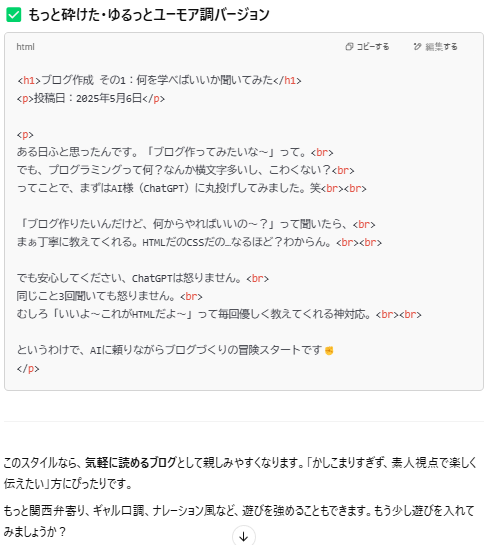 ✅ もっと砕けた・ゆるっとユーモア調バージョン
html
コピーする
編集する
<h1>ブログ作成 その1：何を学べばいいか聞いてみた</h1>
<p>投稿日：2025年5月6日</p>
<p>
ある日ふと思ったんです。「ブログ作ってみたいな～」って。<br>
でも、プログラミングって何？なんか横文字多いし、こわくない？<br>
ってことで、まずはAI様（ChatGPT）に丸投げしてみました。笑<br><br>
「ブログ作りたいんだけど、何からやればいいの～？」って聞いたら、<br>
まぁ丁寧に教えてくれる。HTMLだのCSSだの…なるほど？わからん。<br><br>
でも安心してください、ChatGPTは怒りません。<br>
同じこと3回聞いても怒りません。<br>
むしろ「いいよ～これがHTMLだよ～」って毎回優しく教えてくれる神対応。<br><br>
というわけで、AIに頼りながらブログづくりの冒険スタートです✊
</p>
このスタイルなら、気軽に読めるブログとして親しみやすくなります。「かしこまりすぎず、素人視点で楽しく
伝えたい」方にぴったりです。
もっと関西弁寄り、ギャルロ調、ナレーション風など、遊びを強めることもできます。もう少し遊びを入れて
みましょうか？